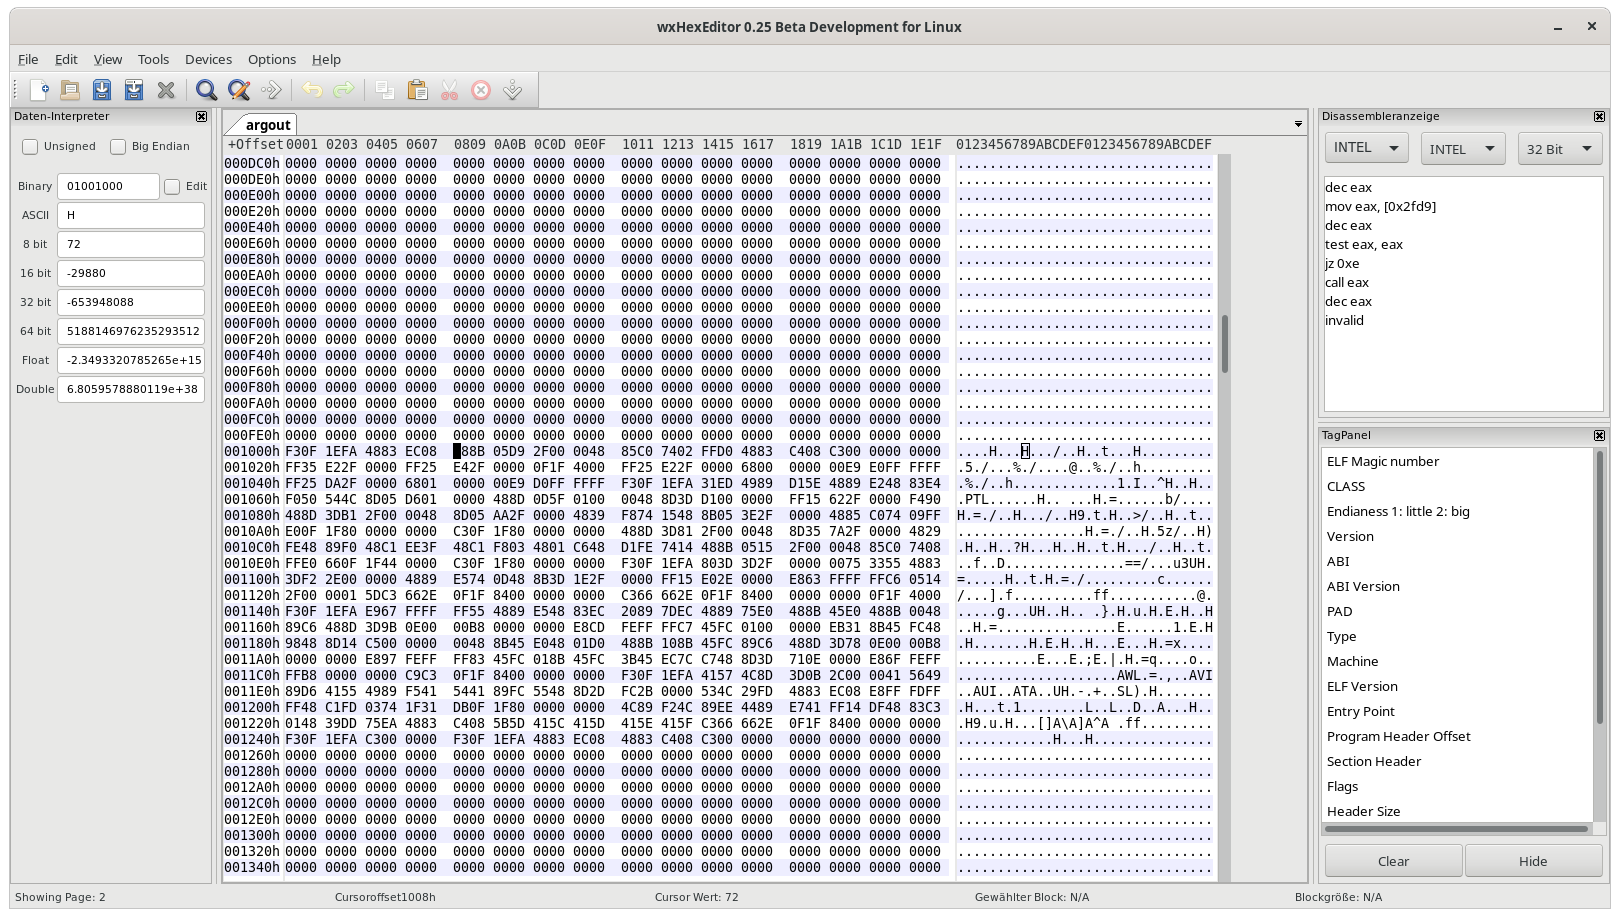 wxHexEditor 0.25 Beta Development for Linux
File Edit View Tools Devices Options Help
Daten-Interpreter
Unsigned Big Endian
Binary 01001000 Edit
ASCII H
8 bit 72
16 bit -29880
32 bit -653948088
64 bit 5188146976235293512
Float -2.3493320785265e+15
Double 6.8059578880119e+38
argout
+Offset 0001 0203 0405 0607 0809 0A0B 0C0D 0E0F 1011 1213 1415 1617 1819 1A1B 1C1D 1E1F 0123456789ABCDEF0123456789ABCDEF
000DC0h 0000 0000 0000 0000 0000 0000 0000 0000 0000 0000 0000 0000 0000 0000 0000 0000 ................................
000DE0h 0000 0000 0000 0000 0000 0000 0000 0000 0000 0000 0000 0000 0000 0000 0000 0000 ................................
000E00h 0000 0000 0000 0000 0000 0000 0000 0000 0000 0000 0000 0000 0000 0000 0000 0000 ................................
000E20h 0000 0000 0000 0000 0000 0000 0000 0000 0000 0000 0000 0000 0000 0000 0000 0000 ................................
000E40h 0000 0000 0000 0000 0000 0000 0000 0000 0000 0000 0000 0000 0000 0000 0000 0000 ................................
000E60h 0000 0000 0000 0000 0000 0000 0000 0000 0000 0000 0000 0000 0000 0000 0000 0000 ................................
000E80h 0000 0000 0000 0000 0000 0000 0000 0000 0000 0000 0000 0000 0000 0000 0000 0000 ................................
000EA0h 0000 0000 0000 0000 0000 0000 0000 0000 0000 0000 0000 0000 0000 0000 0000 0000 ................................
000EC0h 0000 0000 0000 0000 0000 0000 0000 0000 0000 0000 0000 0000 0000 0000 0000 0000 ................................
000EE0h 0000 0000 0000 0000 0000 0000 0000 0000 0000 0000 0000 0000 0000 0000 0000 0000 ................................
000F00h 0000 0000 0000 0000 0000 0000 0000 0000 0000 0000 0000 0000 0000 0000 0000 0000 ................................
000F20h 0000 0000 0000 0000 0000 0000 0000 0000 0000 0000 0000 0000 0000 0000 0000 0000 ................................
000F40h 0000 0000 0000 0000 0000 0000 0000 0000 0000 0000 0000 0000 0000 0000 0000 0000 ................................
000F60h 0000 0000 0000 0000 0000 0000 0000 0000 0000 0000 0000 0000 0000 0000 0000 0000 ................................
000F80h 0000 0000 0000 0000 0000 0000 0000 0000 0000 0000 0000 0000 0000 0000 0000 0000 ................................
000FA0h 0000 0000 0000 0000 0000 0000 0000 0000 0000 0000 0000 0000 0000 0000 0000 0000 ................................
000FC0h 0000 0000 0000 0000 0000 0000 0000 0000 0000 0000 0000 0000 0000 0000 0000 0000 ................................
000FE0h 0000 0000 0000 0000 0000 0000 0000 0000 0000 0000 0000 0000 0000 0000 0000 0000 ................................
001000h F30F 1EFA 4883 EC08 88B 05D9 2F00 0048 85C0 7402 FFD0 4883 C408 C300 0000 0000 ....H...H.../..H..t...H.........
001020h FF35 E22F 0000 FF25 E42F 0000 0F1F 4000 FF25 E22F 0000 6800 0000 00E9 E0FF FFFF .5./...%./....@..%./..h.........
001040h FF25 DA2F 0000 6801 0000 00E9 D0FF FFFF F30F 1EFA 31ED 4989 D15E 4889 E248 83E4 .%./..h.............1.I..^H..H..
001060h F050 544C 8D05 D601 0000 488D 0D5F 0100 0048 8D3D D100 0000 FF15 622F 0000 F490 .PTL......H.. ...H.=......b/....
001080h 488D 3DB1 2F00 0048 8D05 AA2F 0000 4839 F874 1548 8B05 3E2F 0000 4885 C074 09FF H.=./..H.../..H9.t.H..>/..H..t..
0010A0h E00F 1F80 0000 0000 C30F 1F80 0000 0000 488D 3D81 2F00 0048 8D35 7A2F 0000 4829 ................H.=./..H.5z/..H)
0010C0h FE48 89F0 48C1 EE3F 48C1 F803 4801 C648 D1FE 7414 488B 0515 2F00 0048 85C0 7408 .H..H..?H...H..H..t.H.../..H..t.
0010E0h FFE0 660F 1F44 0000 C30F 1F80 0000 0000 F30F 1EFA 803D 3D2F 0000 0075 3355 4883 ..f..D...............==/...u3UH.
001100h 3DF2 2E00 0000 4889 E574 0D48 8B3D 1E2F 0000 FF15 E02E 0000 E863 FFFF FFC6 0514 =.....H..t.H.=./.........c......
001120h 2F00 0001 5DC3 662E 0F1F 8400 0000 0000 C366 662E 0F1F 8400 0000 0000 0F1F 4000 /...].f..........ff...........@.
001140h F30F 1EFA E967 FFFF FF55 4889 E548 83EC 2089 7DEC 4889 75E0 488B 45E0 488B 0048 .....g...UH..H.. .}.H.u.H.E.H..H
001160h 89C6 488D 3D9B 0E00 00B8 0000 0000 E8CD FEFF FFC7 45FC 0100 0000 EB31 8B45 FC48 ..H.=...............E......1.E.H
001180h 9848 8D14 C500 0000 0048 8B45 E048 01D0 488B 108B 45FC 89C6 488D 3D78 0E00 00B8 .H.......H.E.H..H...E...H.=x....
0011A0h 0000 0000 E897 FEFF FF83 45FC 018B 45FC 3B45 EC7C C748 8D3D 710E 0000 E86F FEFF ..........E...E.;E.|.H.=q....o..
0011C0h FFB8 0000 0000 C9C3 0F1F 8400 0000 0000 F30F 1EFA 4157 4C8D 3D0B 2C00 0041 5649 ....................AWL.=.,..AVI
0011E0h 89D6 4155 4989 F541 5441 89FC 5548 8D2D FC2B 0000 534C 29FD 4883 EC08 E8FF FDFF ..AUI..ATA..UH.-.+..SL).H.......
001200h FF48 C1FD 0374 1F31 DB0F 1F80 0000 0000 4C89 F24C 89EE 4489 E741 FF14 DF48 83C3 .H...t.1........L..L..D..A...H..
001220h 0148 39DD 75EA 4883 C408 5B5D 415C 415D 415E 415F C366 662E 0F1F 8400 0000 0000 .H9.u.H...[]A\A]A^A .ff.........
001240h F30F 1EFA C300 0000 F30F 1EFA 4883 EC08 4883 C408 C300 0000 0000 0000 0000 0000 ............H...H...............
001260h 0000 0000 0000 0000 0000 0000 0000 0000 0000 0000 0000 0000 0000 0000 0000 0000 ................................
001280h 0000 0000 0000 0000 0000 0000 0000 0000 0000 0000 0000 0000 0000 0000 0000 0000 ................................
0012A0h 0000 0000 0000 0000 0000 0000 0000 0000 0000 0000 0000 0000 0000 0000 0000 0000 ................................
0012C0h 0000 0000 0000 0000 0000 0000 0000 0000 0000 0000 0000 0000 0000 0000 0000 0000 ................................
0012E0h 0000 0000 0000 0000 0000 0000 0000 0000 0000 0000 0000 0000 0000 0000 0000 0000 ................................
001300h 0000 0000 0000 0000 0000 0000 0000 0000 0000 0000 0000 0000 0000 0000 0000 0000 ................................
001320h 0000 0000 0000 0000 0000 0000 0000 0000 0000 0000 0000 0000 0000 0000 0000 0000 ................................
001340h 0000 0000 0000 0000 0000 0000 0000 0000 0000 0000 0000 0000 0000 0000 0000 0000 ................................
Disassembleranzeige
INTEL INTEL 32 Bit
dec eax
mov eax, [0x2fd9]
dec eax
test eax, eax
jz 0xe
call eax
dec eax
invalid
TagPanel
ELF Magic number
CLASS
Endianess 1: little 2: big
Version
ABI
ABI Version
PAD
Type
Machine
ELF Version
Entry Point
Program Header Offset
Section Header
Flags
Header Size
Clear Hide
Showing Page: 2 Cursoroffset1008h Cursor Wert: 72 Gewählter Block: N/A Blockgröße: N/A